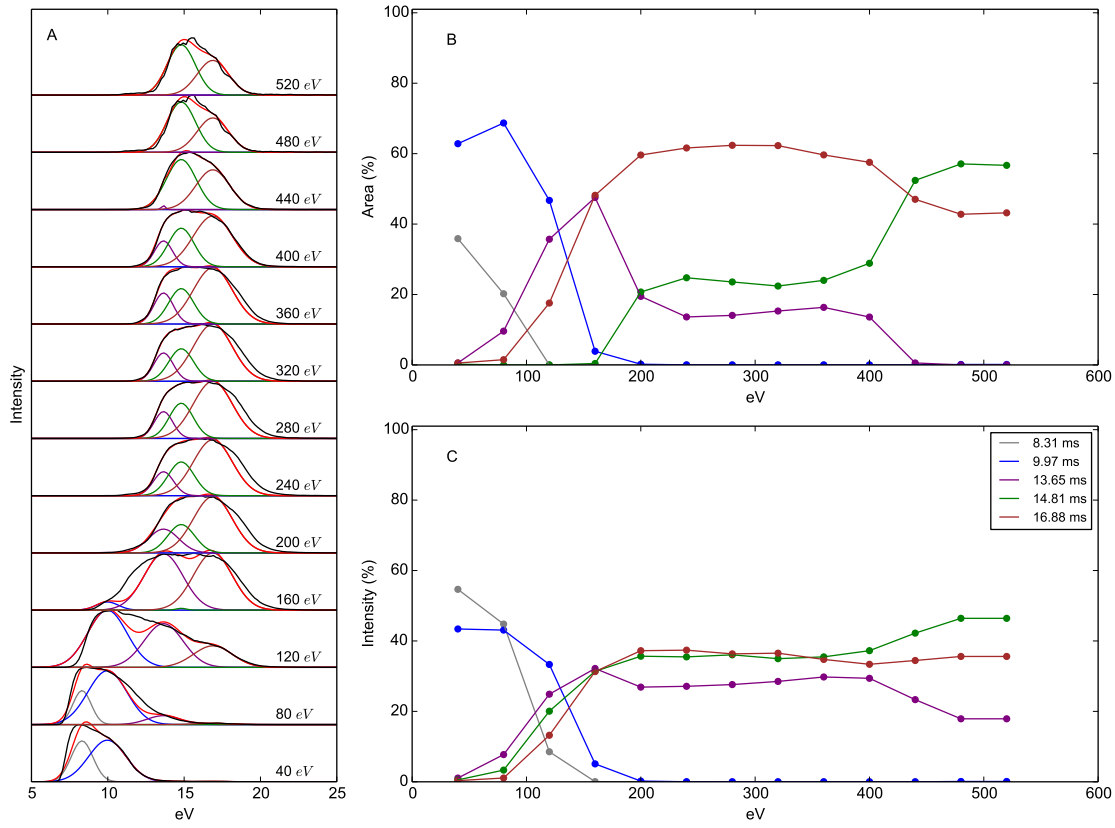 A
520 eV
480 eV
440 eV
400 eV
360 eV
320 eV
280 eV
240 eV
200 eV
160 eV
120 eV
80 eV
40 eV
Intensity
5 10 15 20 25
eV
B
100
80
60
40
20
0
Area (%)
0 100 200 300 400 500 600
eV
C
100
80
60
40
20
0
Intensity (%)
8.31 ms
9.97 ms
13.65 ms
14.81 ms
16.88 ms
0 100 200 300 400 500 600
eV